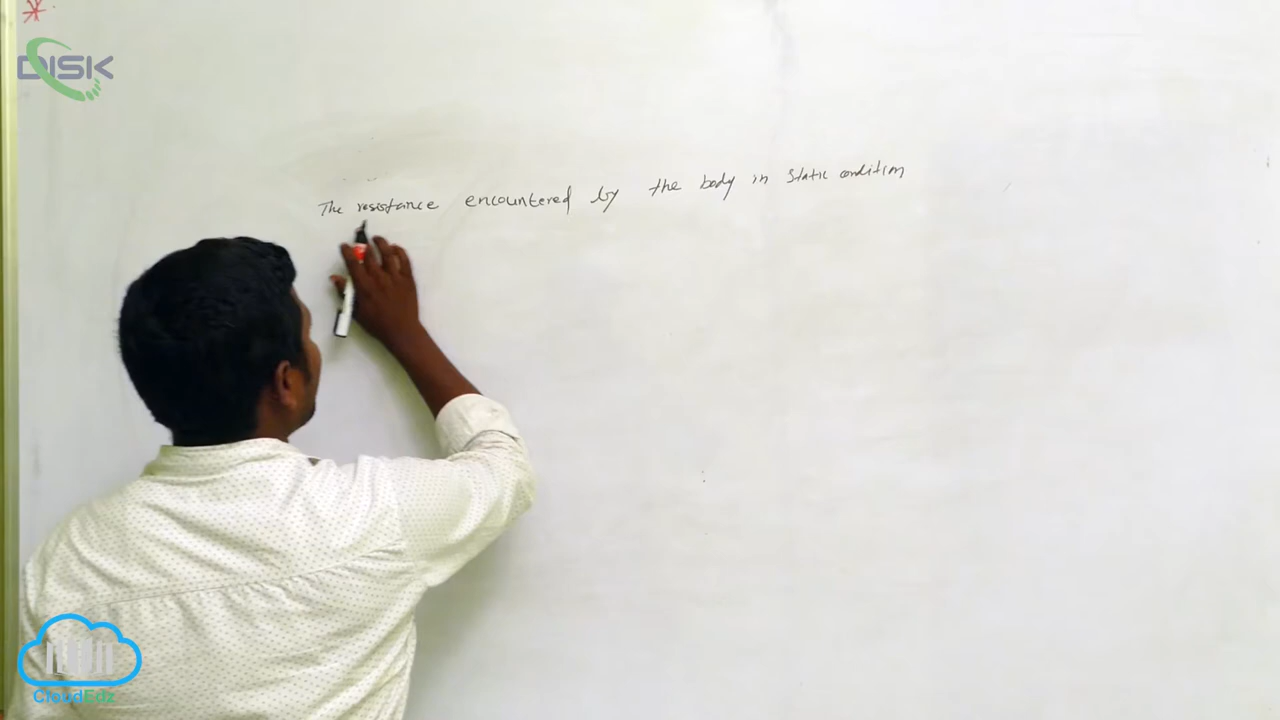 DISK
The resistance encountered by the body in static condition
CloudEdz